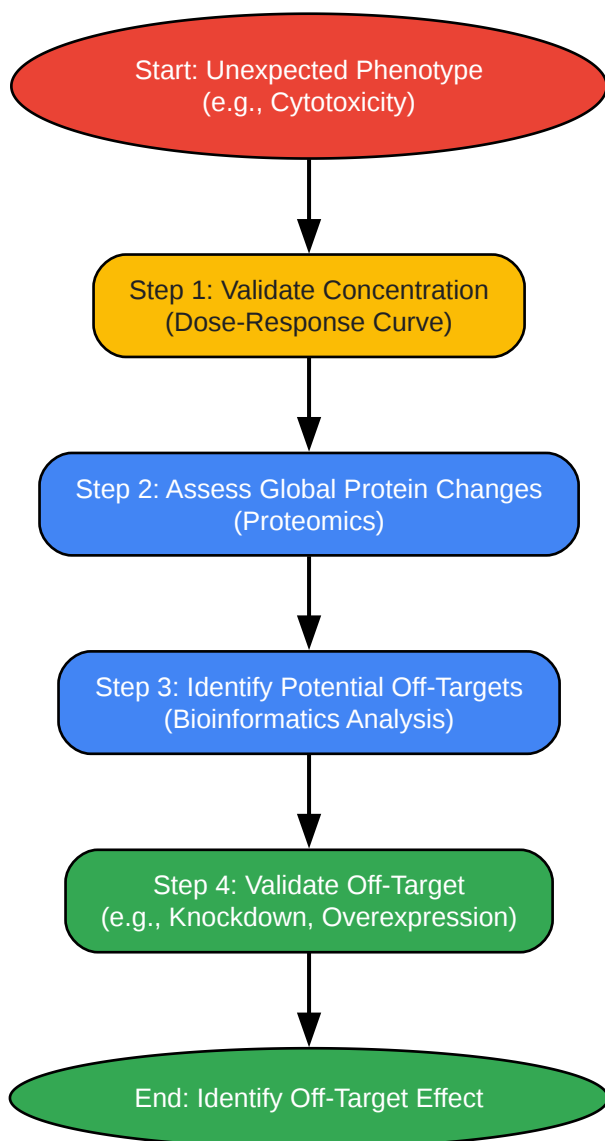 Start: Unexpected Phenotype
(e.g., Cytotoxicity)
Step 1: Validate Concentration
(Dose-Response Curve)
Step 2: Assess Global Protein Changes
(Proteomics)
Step 3: Identify Potential Off-Targets
(Bioinformatics Analysis)
Step 4: Validate Off-Target
(e.g., Knockdown, Overexpression)
End: Identify Off-Target Effect